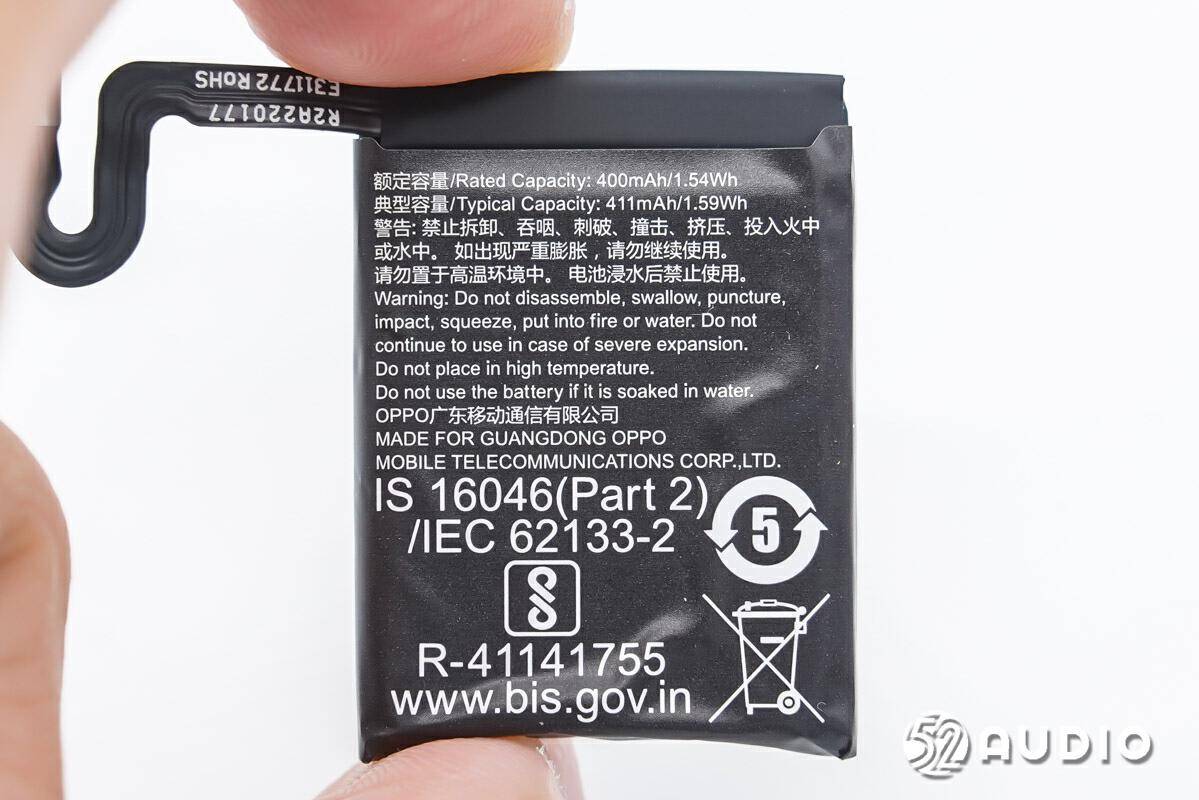 E311772 RoHS
R2A220177
额定容量/Rated Capacity: 400mAh/1.54Wh
典型容量/Typical Capacity: 411mAh/1.59Wh
警告: 禁止拆卸、吞咽、刺破、撞击、挤压、投入火中
或水中。 如出现严重膨胀，请勿继续使用。
请勿置于高温环境中。 电池浸水后禁止使用。
Warning: Do not disassemble, swallow, puncture,
impact, squeeze, put into fire or water. Do not
continue to use in case of severe expansion.
Do not place in high temperature.
Do not use the battery if it is soaked in water.
OPPO广东移动通信有限公司
MADE FOR GUANGDONG OPPO
MOBILE TELECOMMUNICATIONS CORP.,LTD.
IS 16046(Part 2)
/IEC 62133-2
5
R-41141755
www.bis.gov.in
52 AUDIO